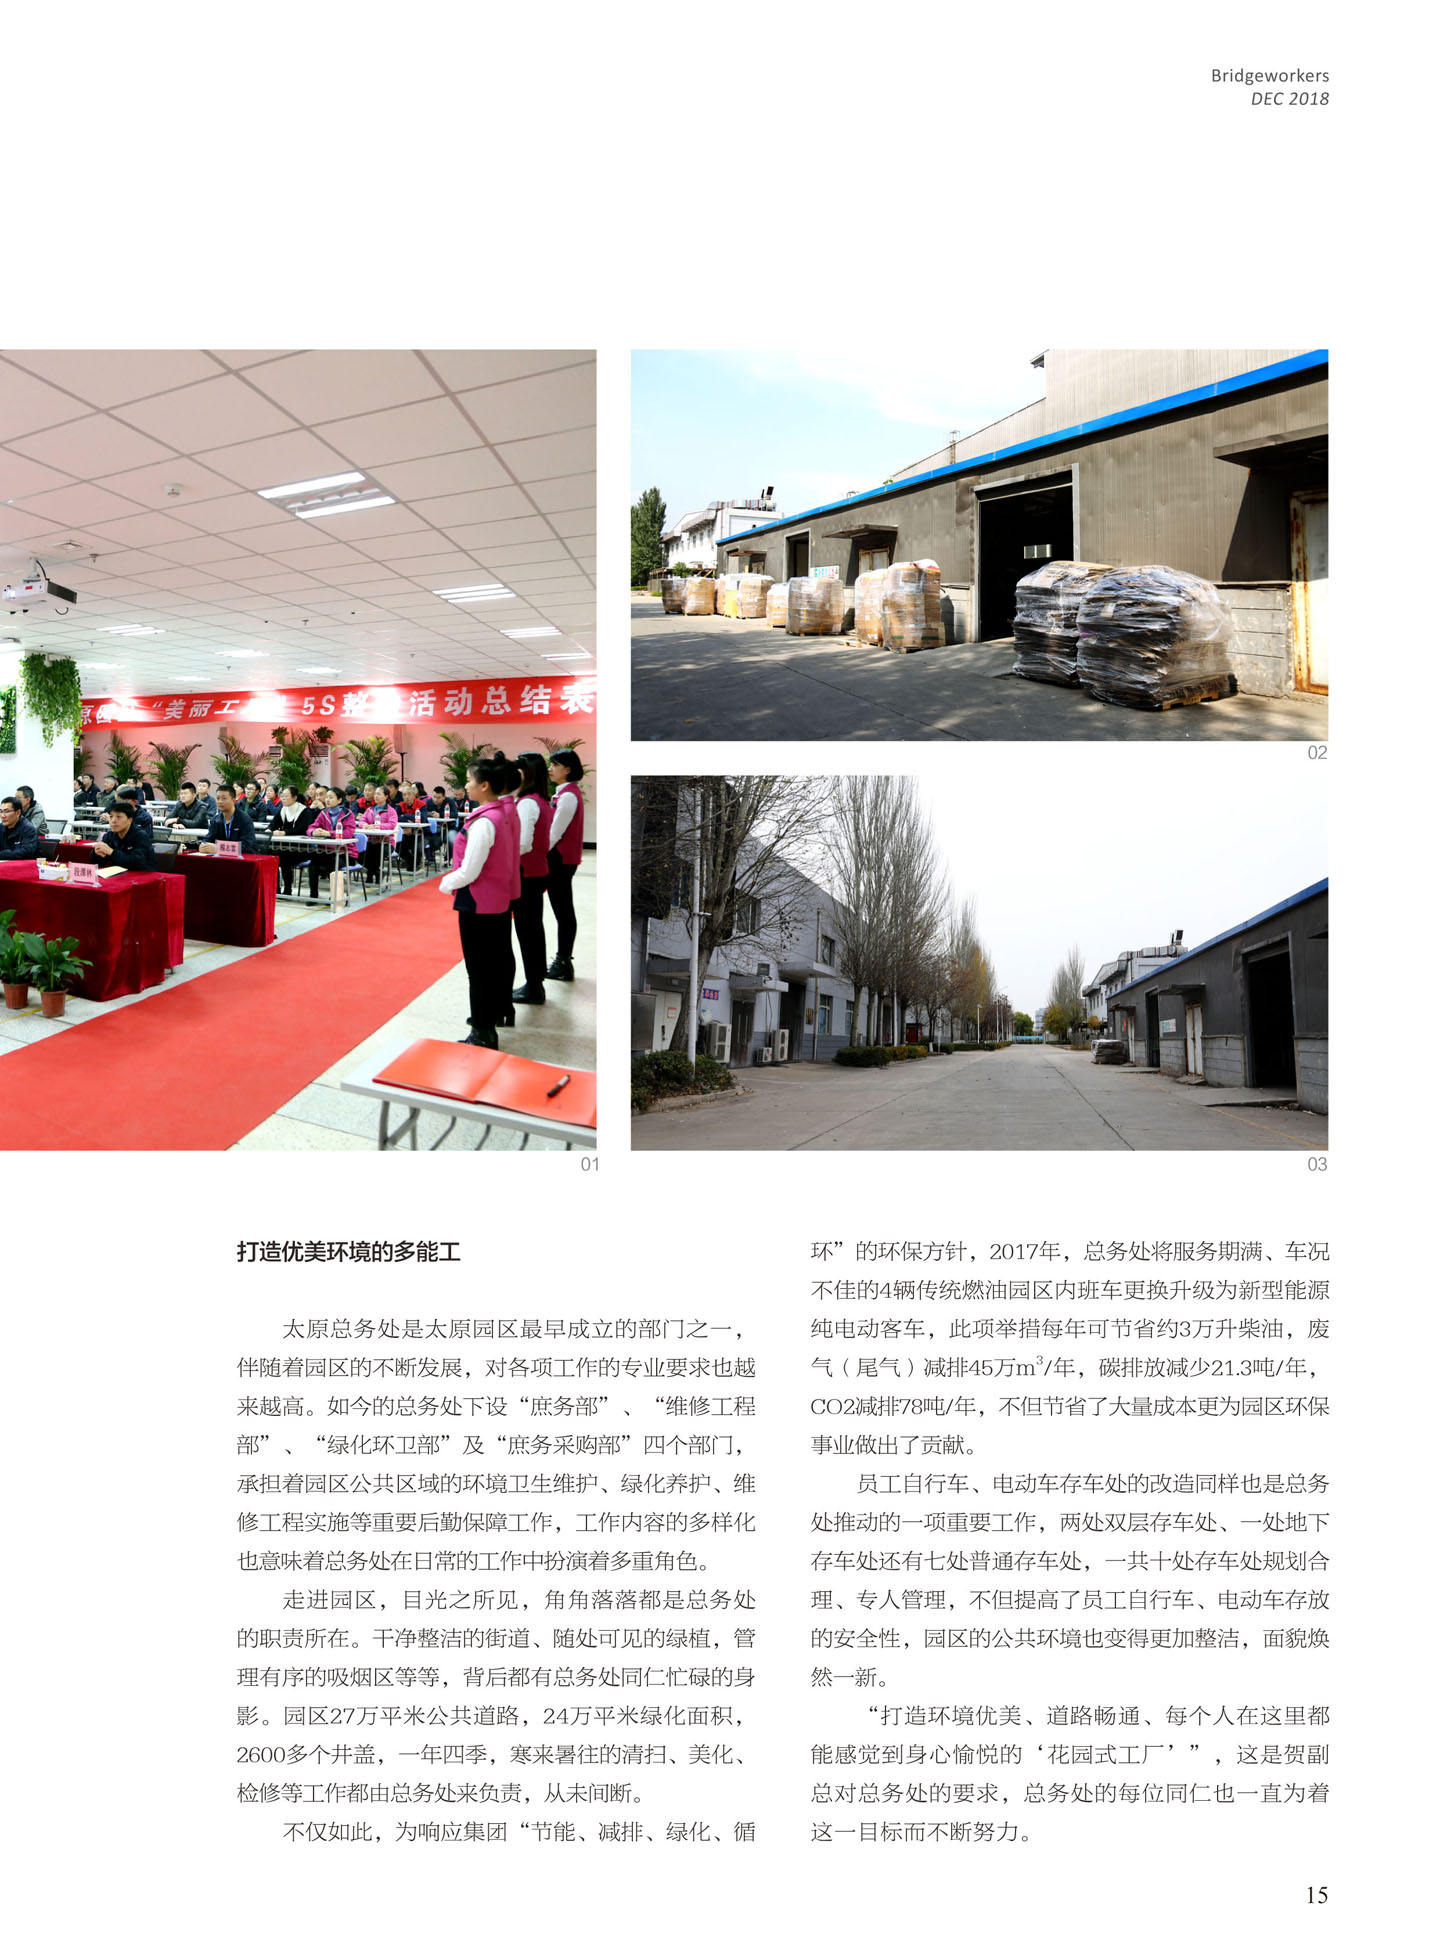 Bridgeworkers
DEC 2018
“美丽工 5S整 活动总结表
段潭林
02
01
03
打造优美环境的多能工
太原总务处是太原园区最早成立的部门之一，
伴随着园区的不断发展，对各项工作的专业要求也越
来越高。如今的总务处下设“庶务部”、“维修工程
部”、“绿化环卫部”及“庶务采购部”四个部门，
承担着园区公共区域的环境卫生维护、绿化养护、维
修工程实施等重要后勤保障工作，工作内容的多样化
也意味着总务处在日常的工作中扮演着多重角色。
走进园区，目光之所见，角角落落都是总务处
的职责所在。干净整洁的街道、随处可见的绿植，管
理有序的吸烟区等等，背后都有总务处同仁忙碌的身
影。园区27万平米公共道路，24万平米绿化面积，
2600多个井盖，一年四季，寒来暑往的清扫、美化、
检修等工作都由总务处来负责，从未间断。
不仅如此，为响应集团“节能、减排、绿化、循
环”的环保方针，2017年，总务处将服务期满、车况
不佳的4辆传统燃油园区内班车更换升级为新型能源
纯电动客车，此项举措每年可节省约3万升柴油，废
气（尾气）减排45万m³/年，碳排放减少21.3吨/年，
CO2减排78吨/年，不但节省了大量成本更为园区环保
事业做出了贡献。
员工自行车、电动车存车处的改造同样也是总务
处推动的一项重要工作，两处双层存车处、一处地下
存车处还有七处普通存车处，一共十处存车处规划合
理、专人管理，不但提高了员工自行车、电动车存放
的安全性，园区的公共环境也变得更加整洁，面貌焕
然一新。
“打造环境优美、道路畅通、每个人在这里都
能感觉到身心愉悦的‘花园式工厂’”，这是贺副
总对总务处的要求，总务处的每位同仁也一直为着
这一目标而不断努力。
15